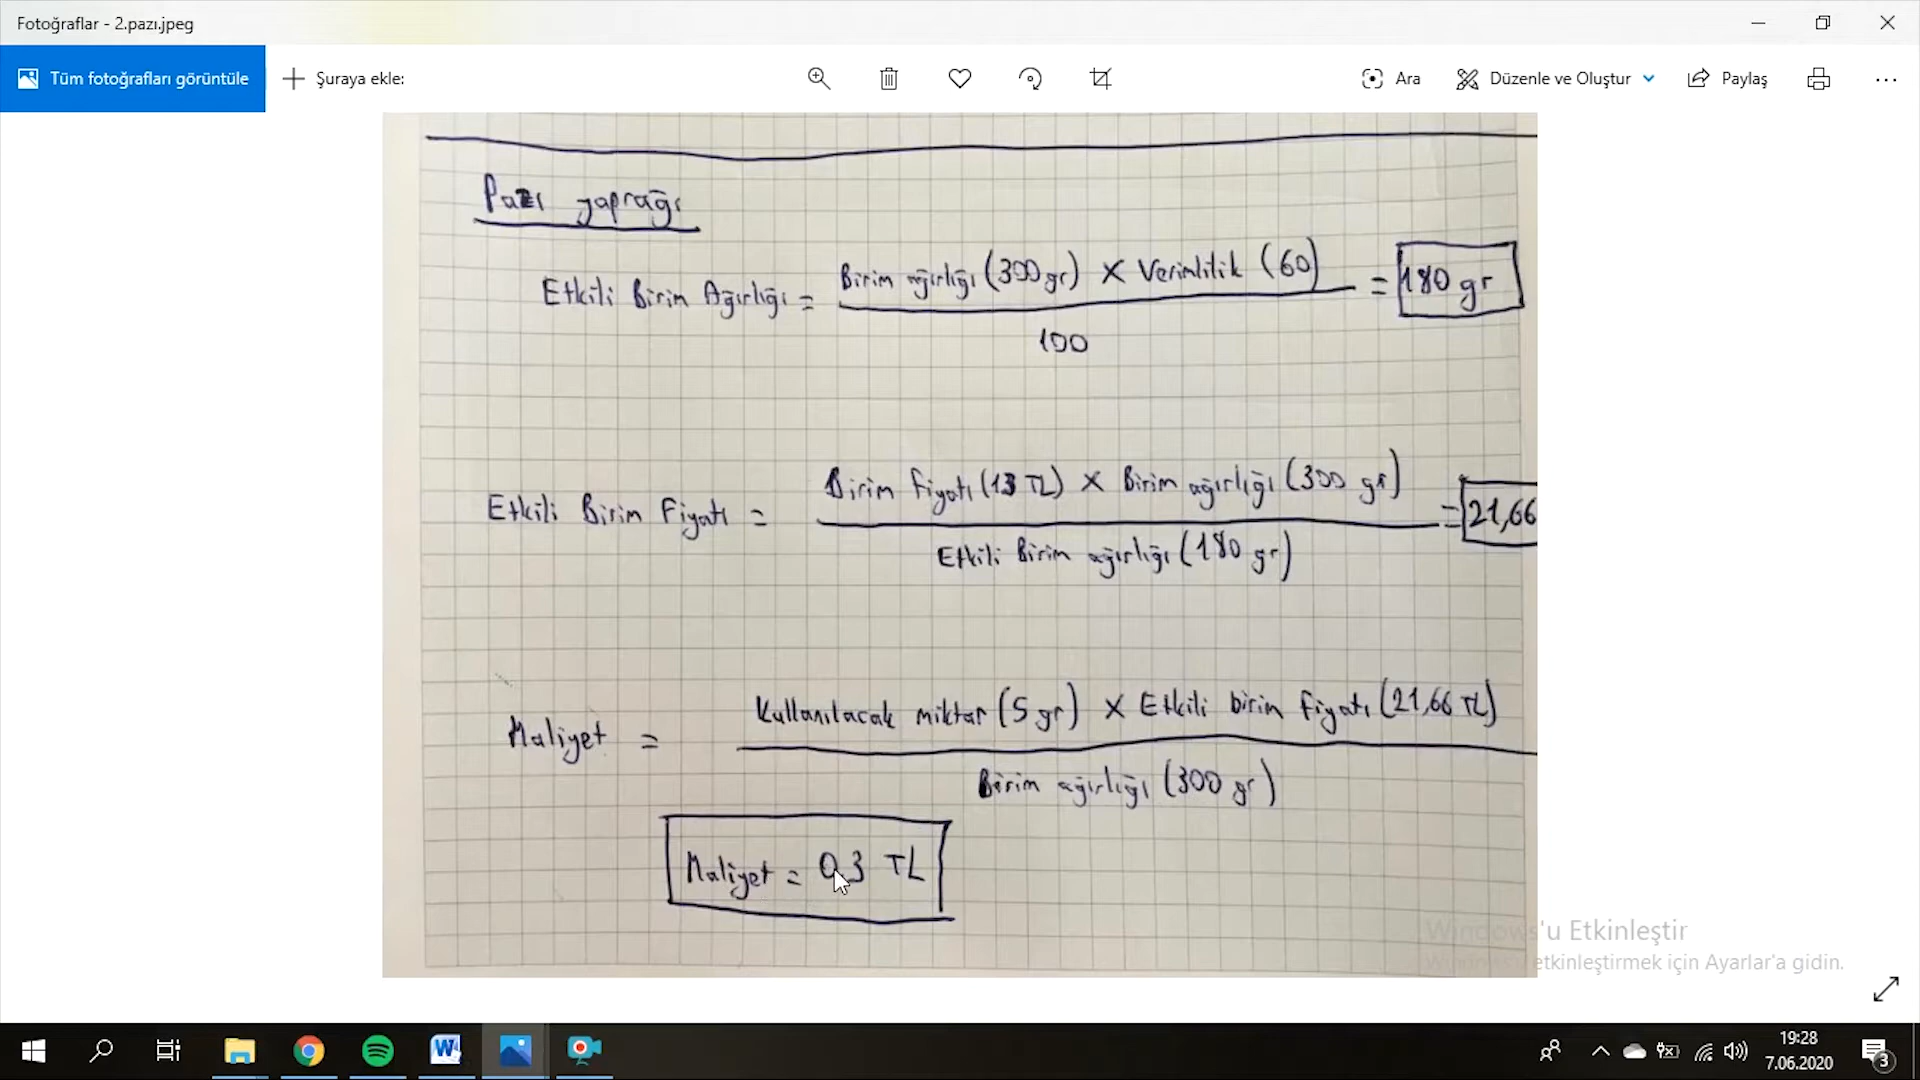 Fotoğraflar - 2.pazı.jpeg
Tüm fotoğrafları görüntüle
Şuraya ekle:
Ara
Düzenle ve Oluştur
Paylaş
Pazı yaprağı
Etkili Birim Ağırlığı = Birim ağırlığı (300 gr) X Verimlilik (60) = 180 gr
100
Etkili Birim Fiyatı = Birim fiyatı (13 TL) X Birim ağırlığı (300 gr) = 21,66
Etkili Birim ağırlığı (180 gr)
Maliyet = Kullanılacak miktar (5 gr) X Etkili birim fiyatı (21,66 TL)
Birim ağırlığı (300 gr)
Maliyet = 0,3 TL
Windows'u Etkinleştir
Windows'u etkinleştirmek için Ayarlar'a gidin.
19:28
7.06.2020
3